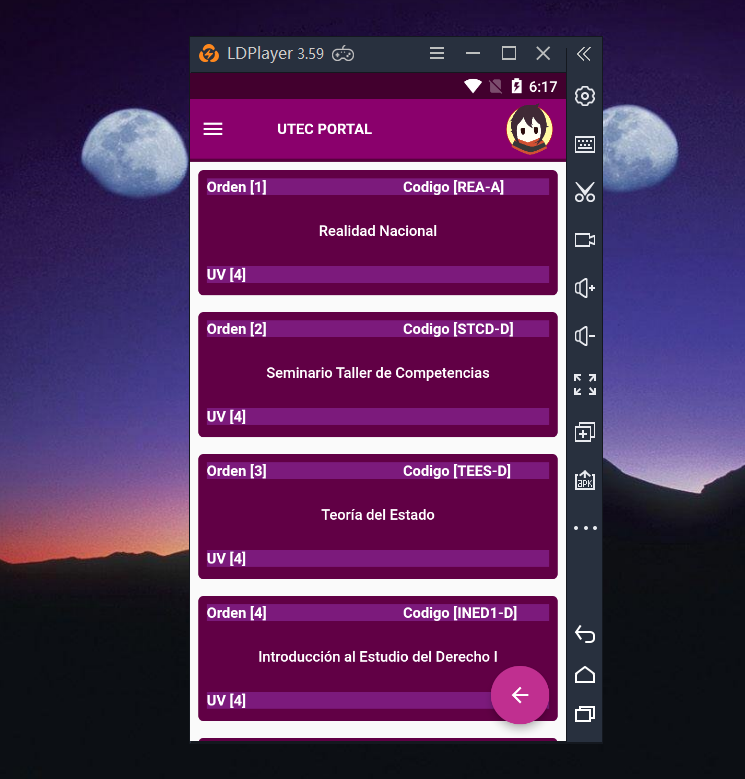 LDPlayer 3.59
6:17
UTEC PORTAL
Orden [1] Codigo [REA-A]
Realidad Nacional
UV [4]
Orden [2] Codigo [STCD-D]
Seminario Taller de Competencias
UV [4]
Orden [3] Codigo [TEES-D]
Teoría del Estado
UV [4]
Orden [4] Codigo [INED1-D]
Introducción al Estudio del Derecho I
UV [4]
APK